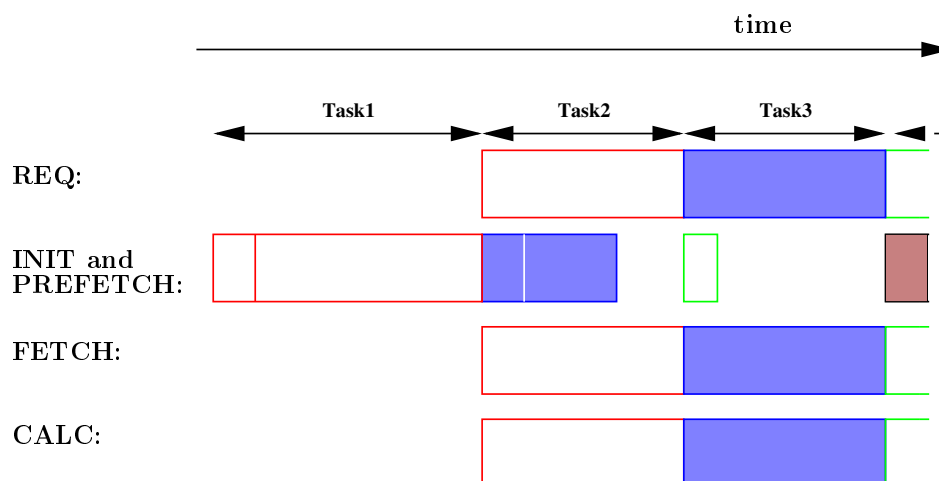 time
Task1
Task2
Task3
REQ:
INIT and
PREFETCH:
FETCH:
CALC: